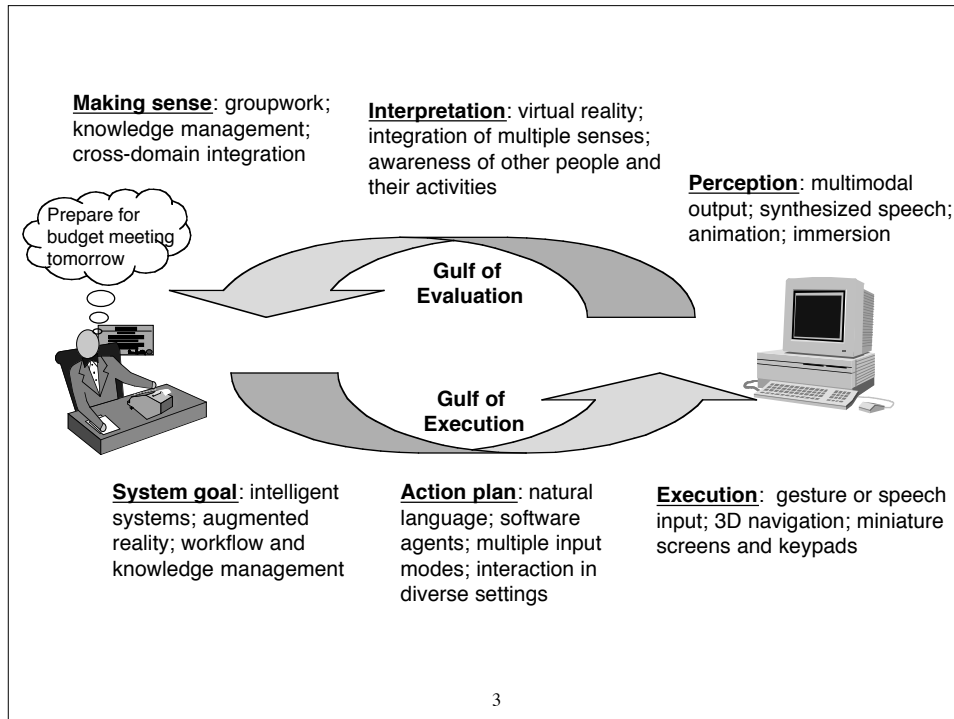 Making sense: groupwork;
knowledge management;
cross-domain integration
Interpretation: virtual reality;
integration of multiple senses;
awareness of other people and
their activities
Perception: multimodal
output; synthesized speech;
animation; immersion
Prepare for
budget meeting
tomorrow
Gulf of
Evaluation
Gulf of
Execution
System goal: intelligent
systems; augmented
reality; workflow and
knowledge management
Action plan: natural
language; software
agents; multiple input
modes; interaction in
diverse settings
Execution: gesture or speech
input; 3D navigation; miniature
screens and keypads
3